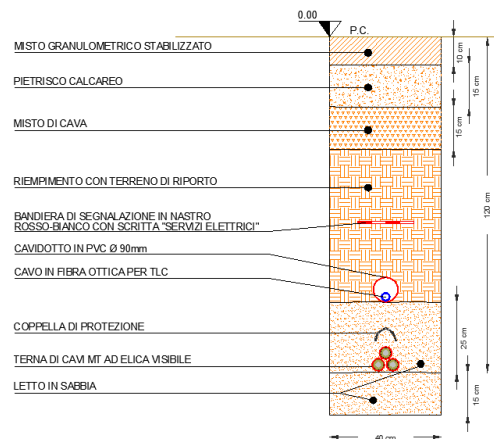 0.00
P.C.
MISTO GRANULOMETRICO STABILIZZATO
10 cm
PIETRISCO CALCAREO
15 cm
MISTO DI CAVA
15 cm
RIEMPIMENTO CON TERRENO DI RIPORTO
120 cm
BANDIERA DI SEGNALAZIONE IN NASTRO
ROSSO-BIANCO CON SCRITTA "SERVIZI ELETTRICI"
CAVIDOTTO IN PVC Ø 90mm
CAVO IN FIBRA OTTICA PER TLC
COPPELLA DI PROTEZIONE
25 cm
TERNA DI CAVI MT AD ELICA VISIBILE
LETTO IN SABBIA
15 cm
40 cm